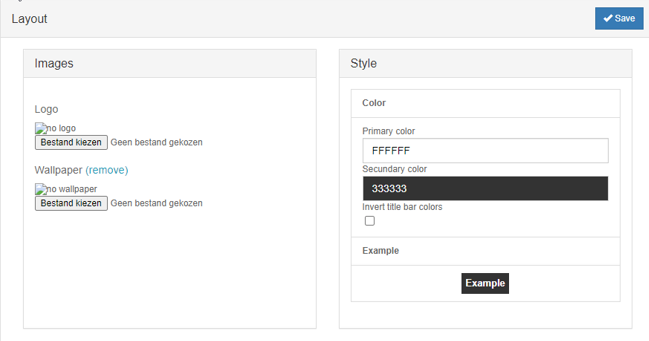 Layout
Save
Images
Logo
no logo
Bestand kiezen Geen bestand gekozen
Wallpaper (remove)
no wallpaper
Bestand kiezen Geen bestand gekozen
Style
Color
Primary color
FFFFFF
Secundary color
333333
Invert title bar colors
Example
Example